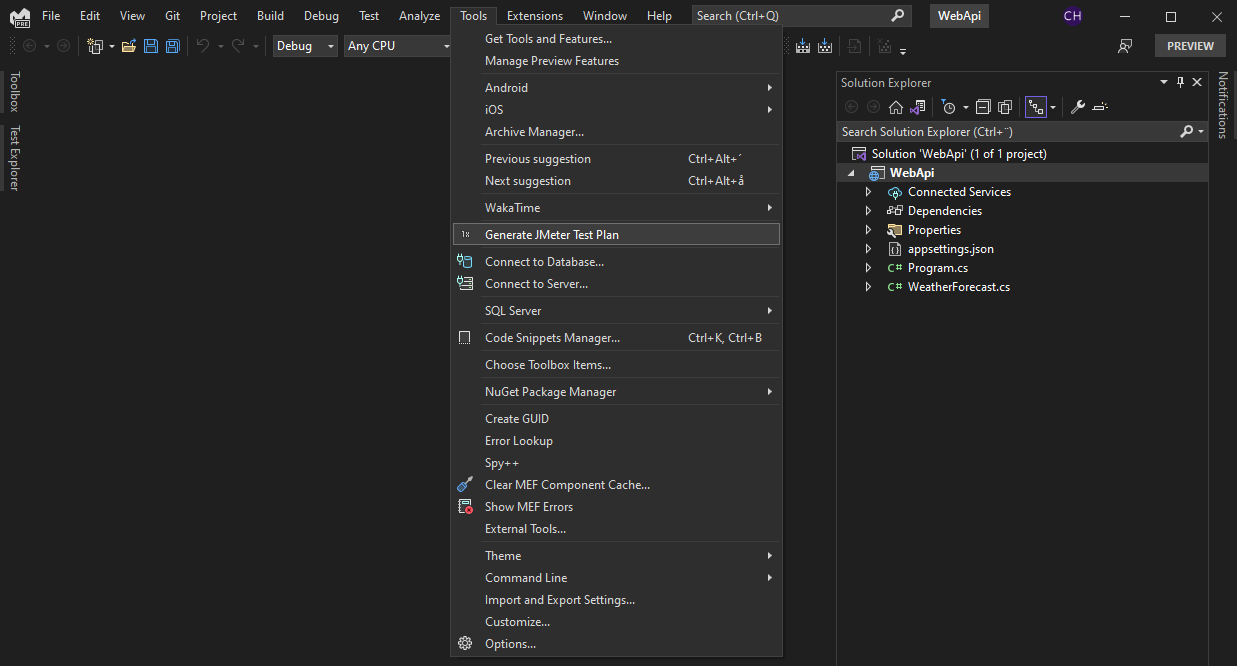 File Edit View Git Project Build Debug Test Analyze Tools Extensions Window Help Search (Ctrl+Q) WebApi CH
PRE
Debug Any CPU PREVIEW
Toolbox
Test Explorer
Get Tools and Features...
Manage Preview Features
Android
iOS
Archive Manager...
Previous suggestion Ctrl+Alt+´
Next suggestion Ctrl+Alt+å
WakaTime
1x Generate JMeter Test Plan
Connect to Database...
Connect to Server...
SQL Server
Code Snippets Manager... Ctrl+K, Ctrl+B
Choose Toolbox Items...
NuGet Package Manager
Create GUID
Error Lookup
Spy++
Clear MEF Component Cache...
Show MEF Errors
External Tools...
Theme
Command Line
Import and Export Settings...
Customize...
Options...
Solution Explorer
Search Solution Explorer (Ctrl+¨)
Solution 'WebApi' (1 of 1 project)
WebApi
Connected Services
Dependencies
Properties
appsettings.json
C# Program.cs
C# WeatherForecast.cs
Notifications